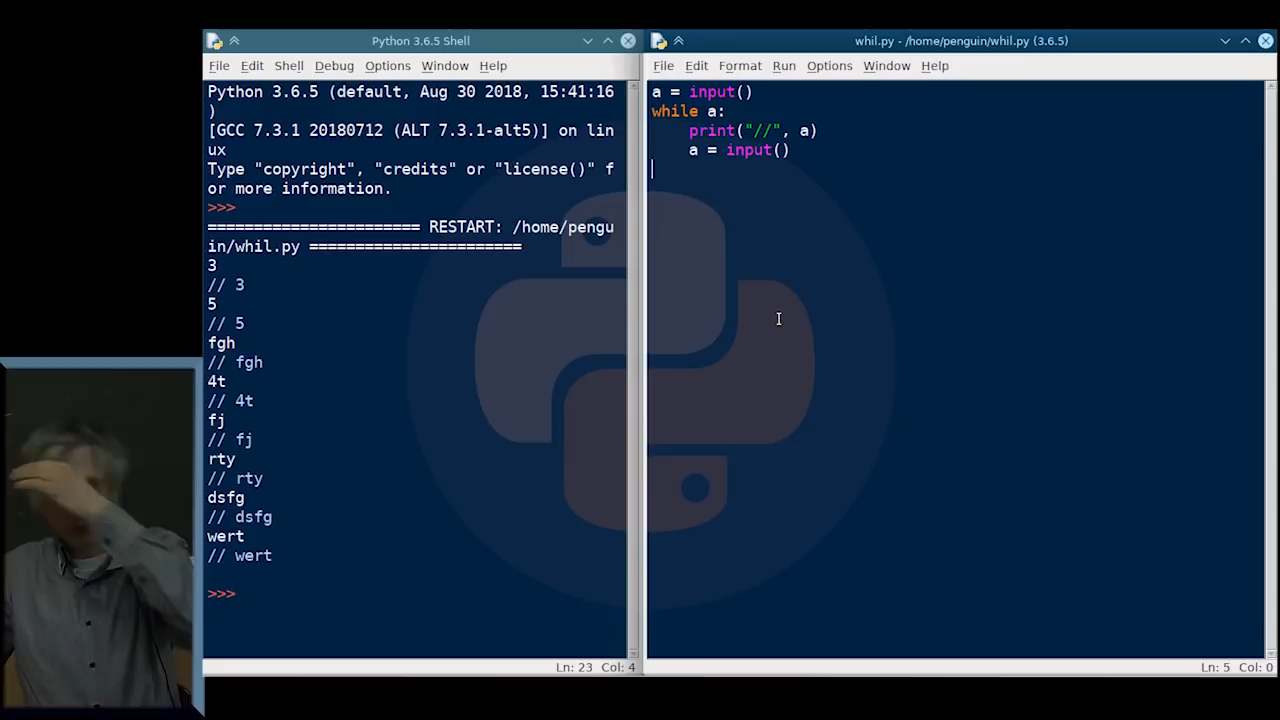 Python 3.6.5 Shell
File Edit Shell Debug Options Window Help
Python 3.6.5 (default, Aug 30 2018, 15:41:16
)
[GCC 7.3.1 20180712 (ALT 7.3.1-alt5)] on lin
ux
Type "copyright", "credits" or "license()" f
or more information.
>>>
======================= RESTART: /home/pengu
in/whil.py =======================
3
// 3
5
// 5
fgh
// fgh
4t
// 4t
fj
// fj
rty
// rty
dsfg
// dsfg
wert
// wert
>>>
Ln: 23 Col: 4
whil.py - /home/penguin/whil.py (3.6.5)
File Edit Format Run Options Window Help
a = input()
while a:
    print("//", a)
    a = input()
Ln: 5 Col: 0